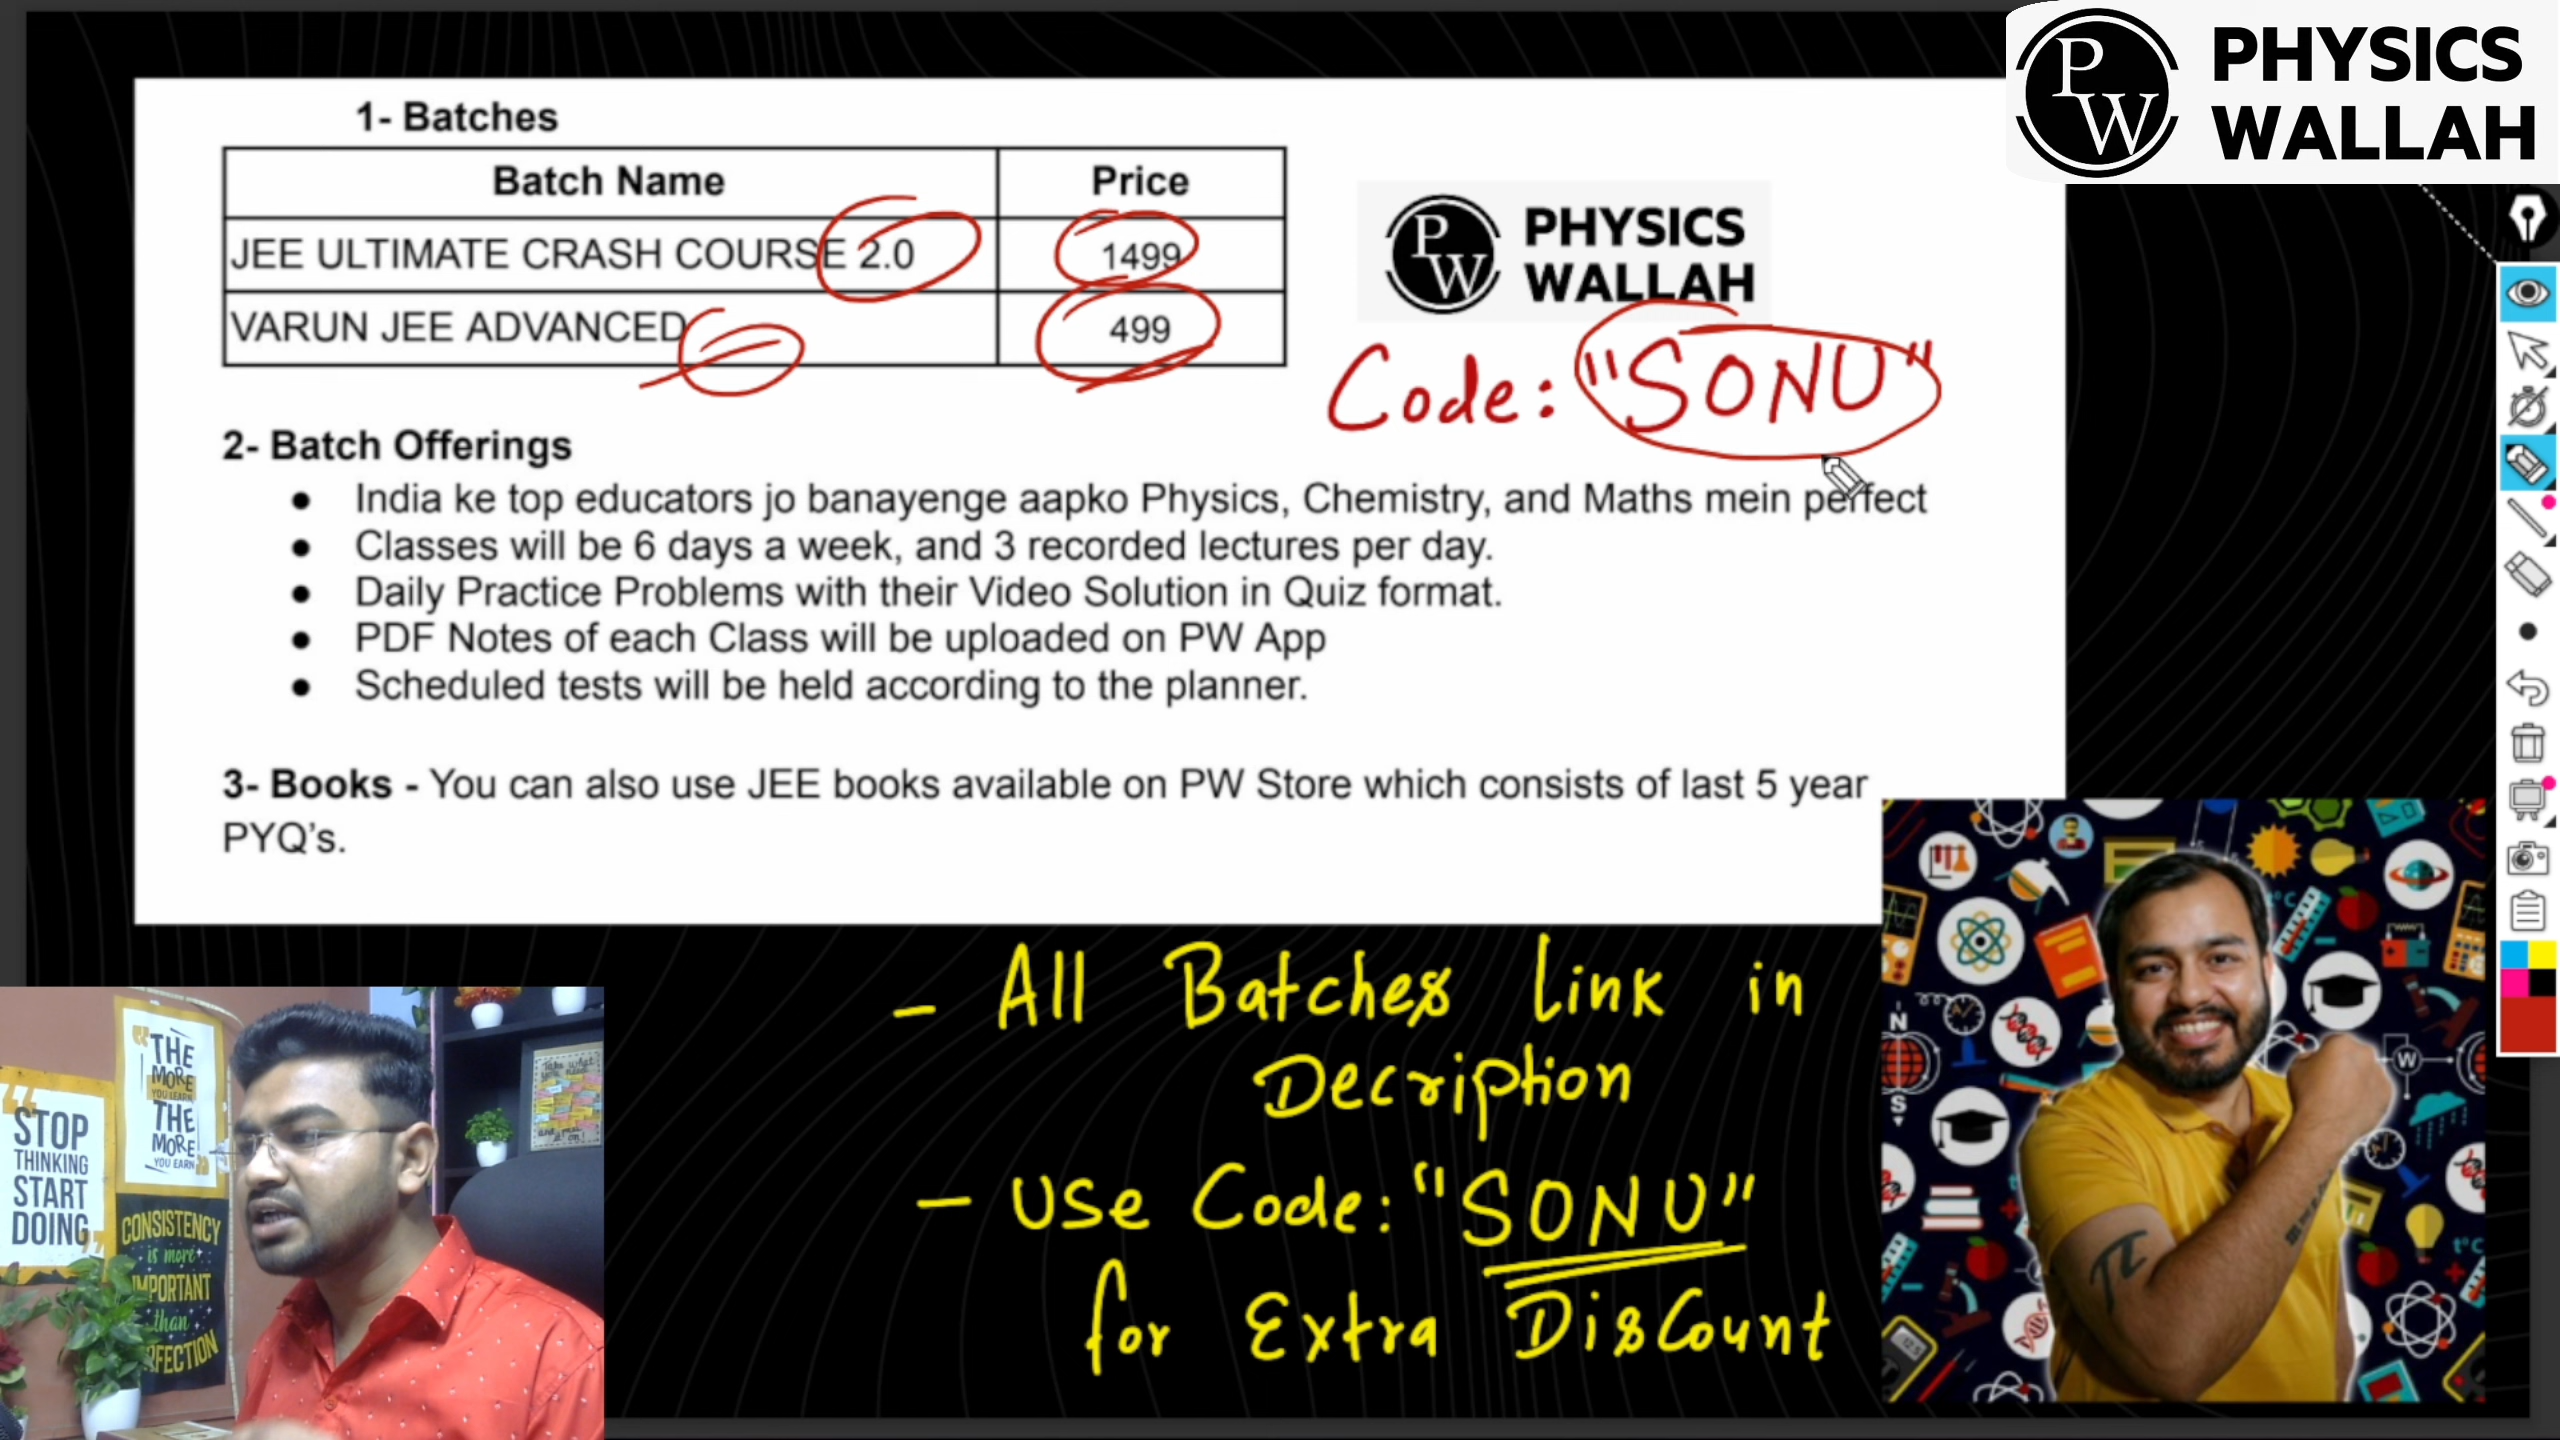 PHYSICS
WALLAH
1- Batches
Batch Name Price
JEE ULTIMATE CRASH COURSE 2.0 1499
VARUN JEE ADVANCED 499
PW
PHYSICS
WALLAH
Code: "SONU"
2- Batch Offerings
● India ke top educators jo banayenge aapko Physics, Chemistry, and Maths mein perfect
● Classes will be 6 days a week, and 3 recorded lectures per day.
● Daily Practice Problems with their Video Solution in Quiz format.
● PDF Notes of each Class will be uploaded on PW App
● Scheduled tests will be held according to the planner.
3- Books - You can also use JEE books available on PW Store which consists of last 5 year
PYQ's.
- All Batches link in
Decription
- Use Code: "SONU"
for Extra Discount
"THE
MORE
YOU LEARN
THE
MORE
YOU EARN"
"STOP
THINKING
START
DOING"
CONSISTENCY
is more
IMPORTANT
than
PW
N
S
W
π
t°C